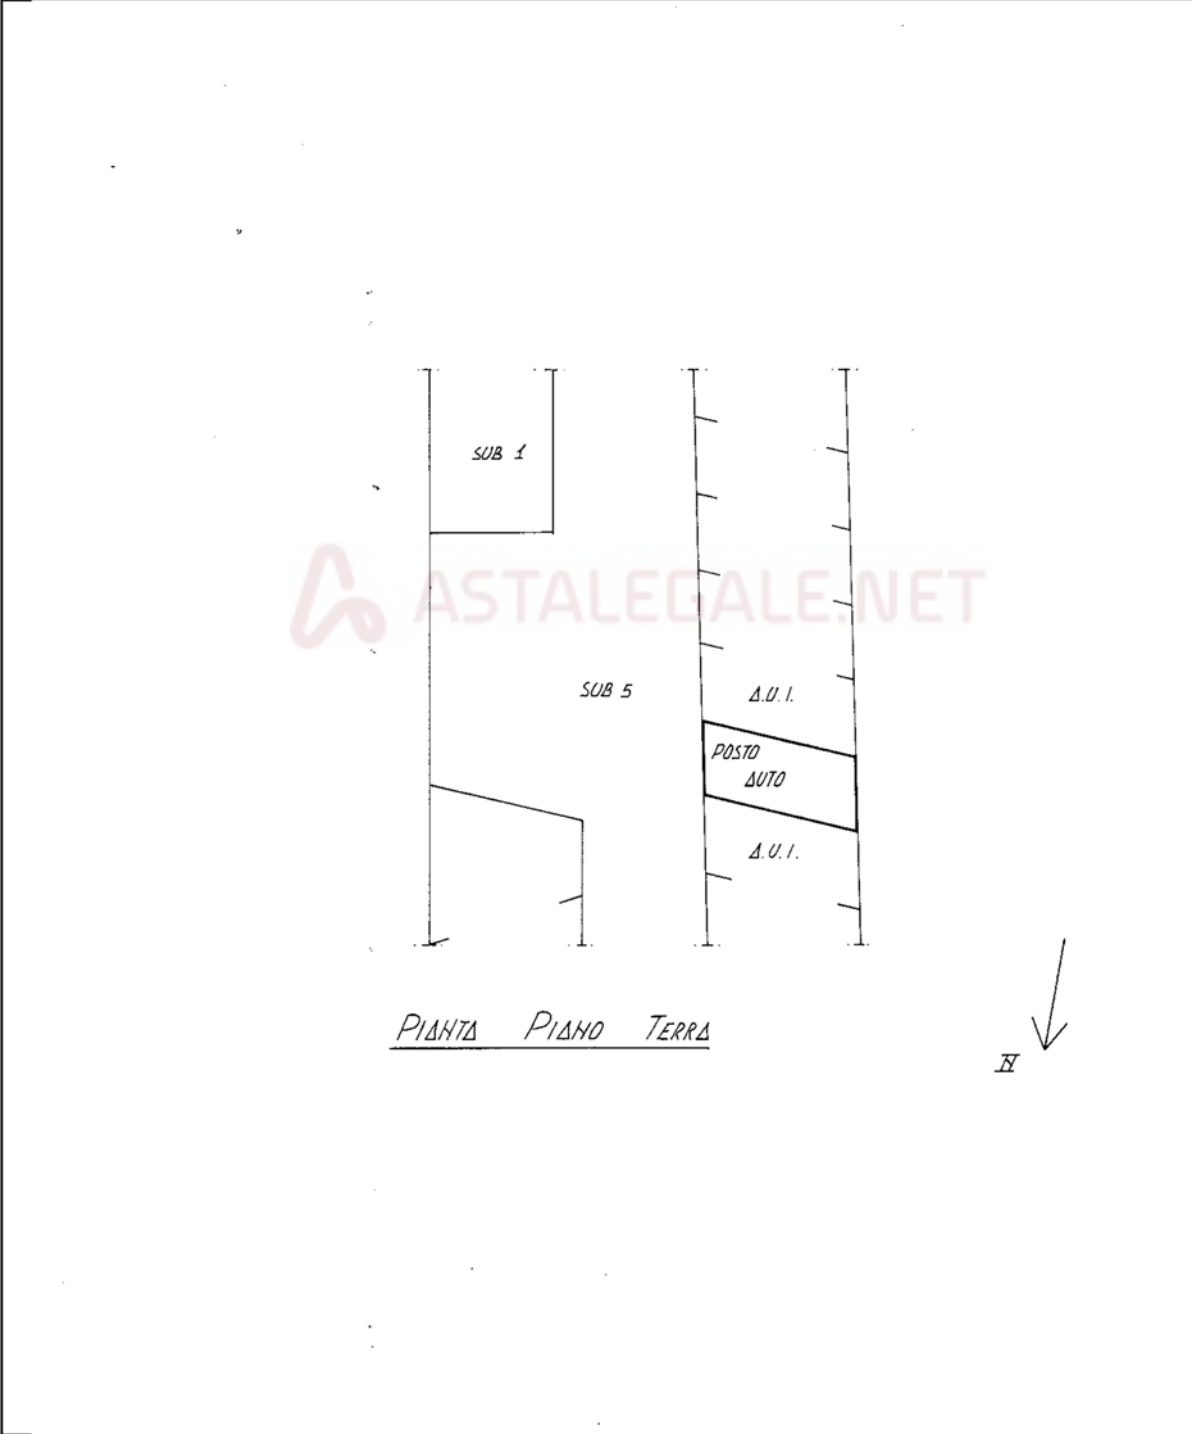 SUB 1
ASTALEGALE.NET
SUB 5
A.U.I.
POSTO
AUTO
A.U.I.
PIANTA PIANO TERRA
N